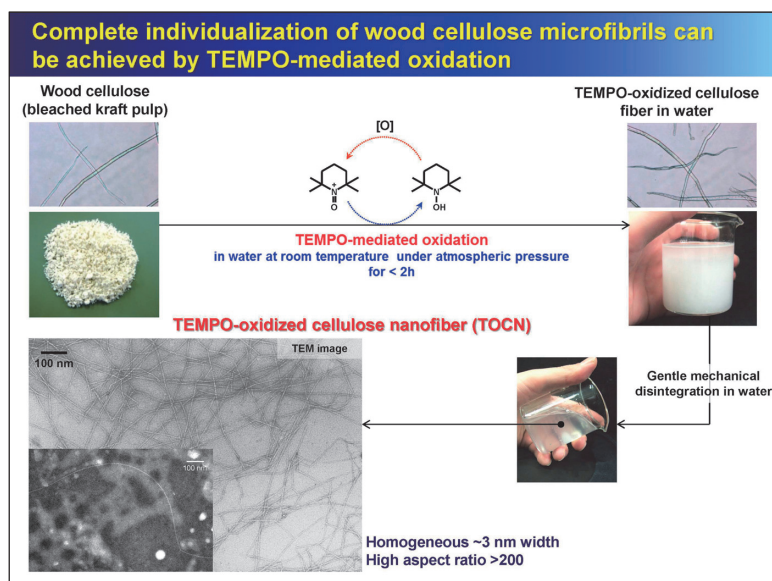 Complete individualization of wood cellulose microfibrils can
be achieved by TEMPO-mediated oxidation
Wood cellulose
(bleached kraft pulp)
TEMPO-oxidized cellulose
fiber in water
[O]
N
+
O
N
OH
TEMPO-mediated oxidation
in water at room temperature under atmospheric pressure
for < 2h
TEMPO-oxidized cellulose nanofiber (TOCN)
TEM image
100 nm
100 nm
Gentle mechanical
disintegration in water
Homogeneous ~3 nm width
High aspect ratio >200